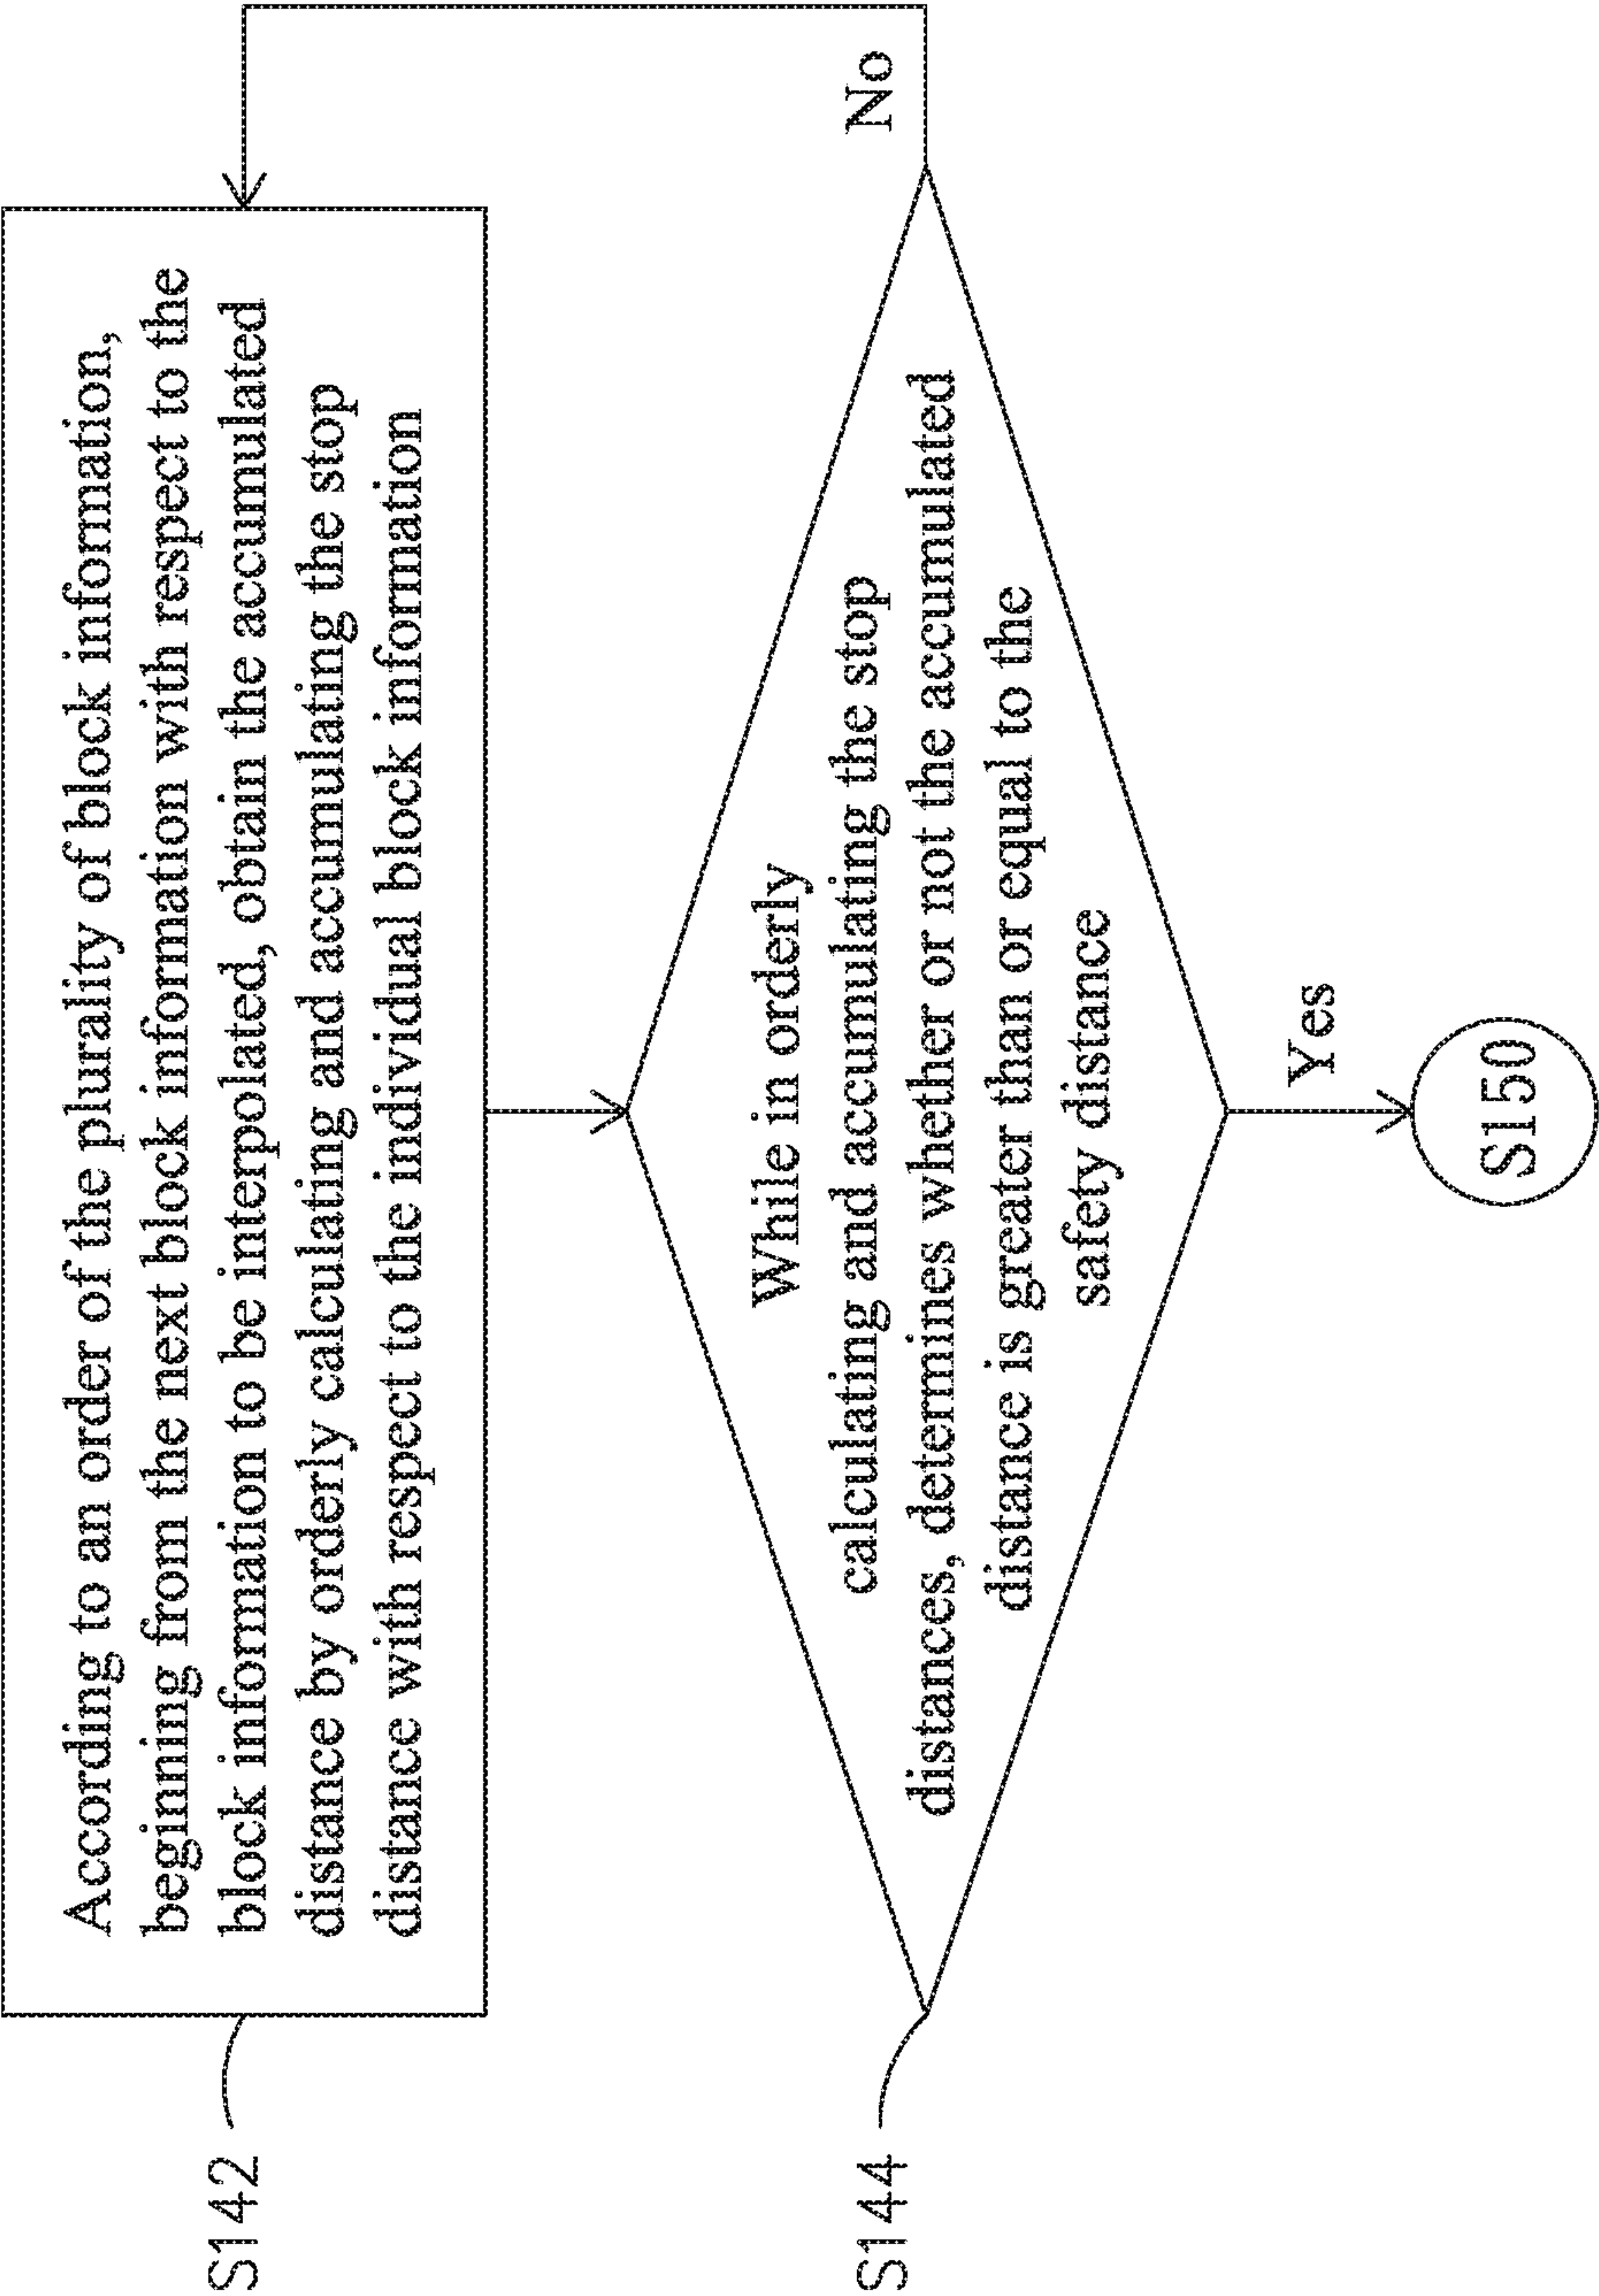 According to an order of the plurality of block information,
beginning from the next block information with respect to the
block information to be interpolated, obtain the accumulated
distance by orderly calculating and accumulating the stop
distance with respect to the individual block information
S142
While in orderly
calculating and accumulating the stop
distances, determines whether or not the accumulated
distance is greater than or equal to the
safety distance
S144
No
Yes
S150